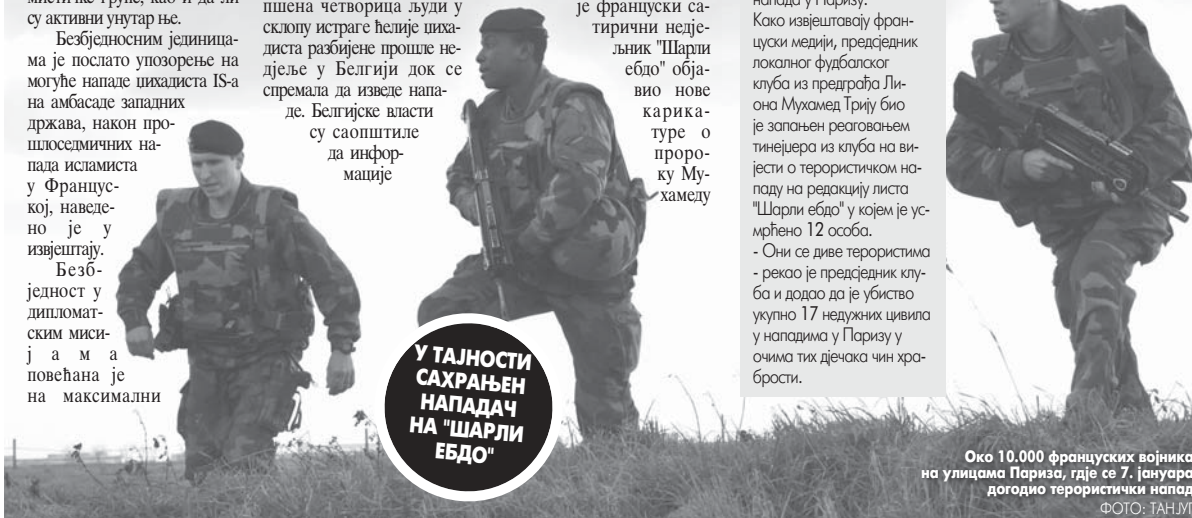 су активни унутар ње.
Безбједносним јединица-
ма је послато упозорење на
могуће нападе џихадиста IS-a
на амбасаде западних
држава, након про-
шлоседмичних на-
пада исламиста
у Францус-
кој, наведе-
но је у
извјештају.
Безб-
једност у
дипломат-
ским миси-
јама
повећана је
на максимални
пшена четворица људи у
склопу истраге ћелије џиха-
диста разбијене прошле не-
дјеље у Белгији док се
спремала да изведе напа-
де. Белгијске власти
су саопштиле
да инфор-
мације
је француски са-
тирични недје-
љник "Шарли
ебдо" обја-
вио нове
карика-
туре о
проро-
ку Му-
хамеду
напада у Паризу.
Како извјештавају фран-
цуски медији, предсједник
локалног фудбалског
клуба из предграђа Ли-
она Мухамед Трију био
је запањен реаговањем
тинејџера из клуба на ви-
јести о терористичком на-
паду на редакцију листа
"Шарли ебдо" у којем је ус-
мрћено 12 особа.
- Они се диве терористима
- рекао је предсједник клу-
ба и додао да је убиство
укупно 17 недужних цивила
у нападима у Паризу у
очима тих дјечака чин хра-
брости.
У ТАЈНОСТИ
САХРАЊЕН
НАПАДАЧ
НА "ШАРЛИ
ЕБДО"
Око 10.000 француских војника
на улицама Париза, гдје се 7. јануара
догодио терористички напад
ФОТО: ТАНЈУГ